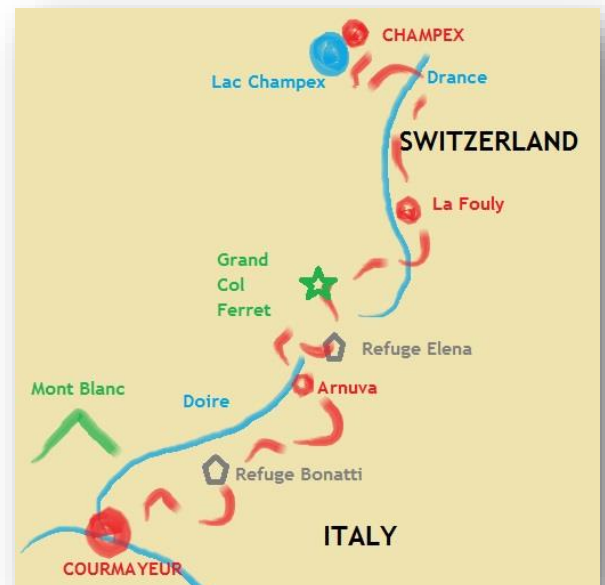 CHAMPEX
Lac Champex
Drance
SWITZERLAND
La Fouly
Grand
Col
Ferret
Refuge Elena
Mont Blanc
Arnuva
Doire
Refuge Bonatti
ITALY
COURMAYEUR